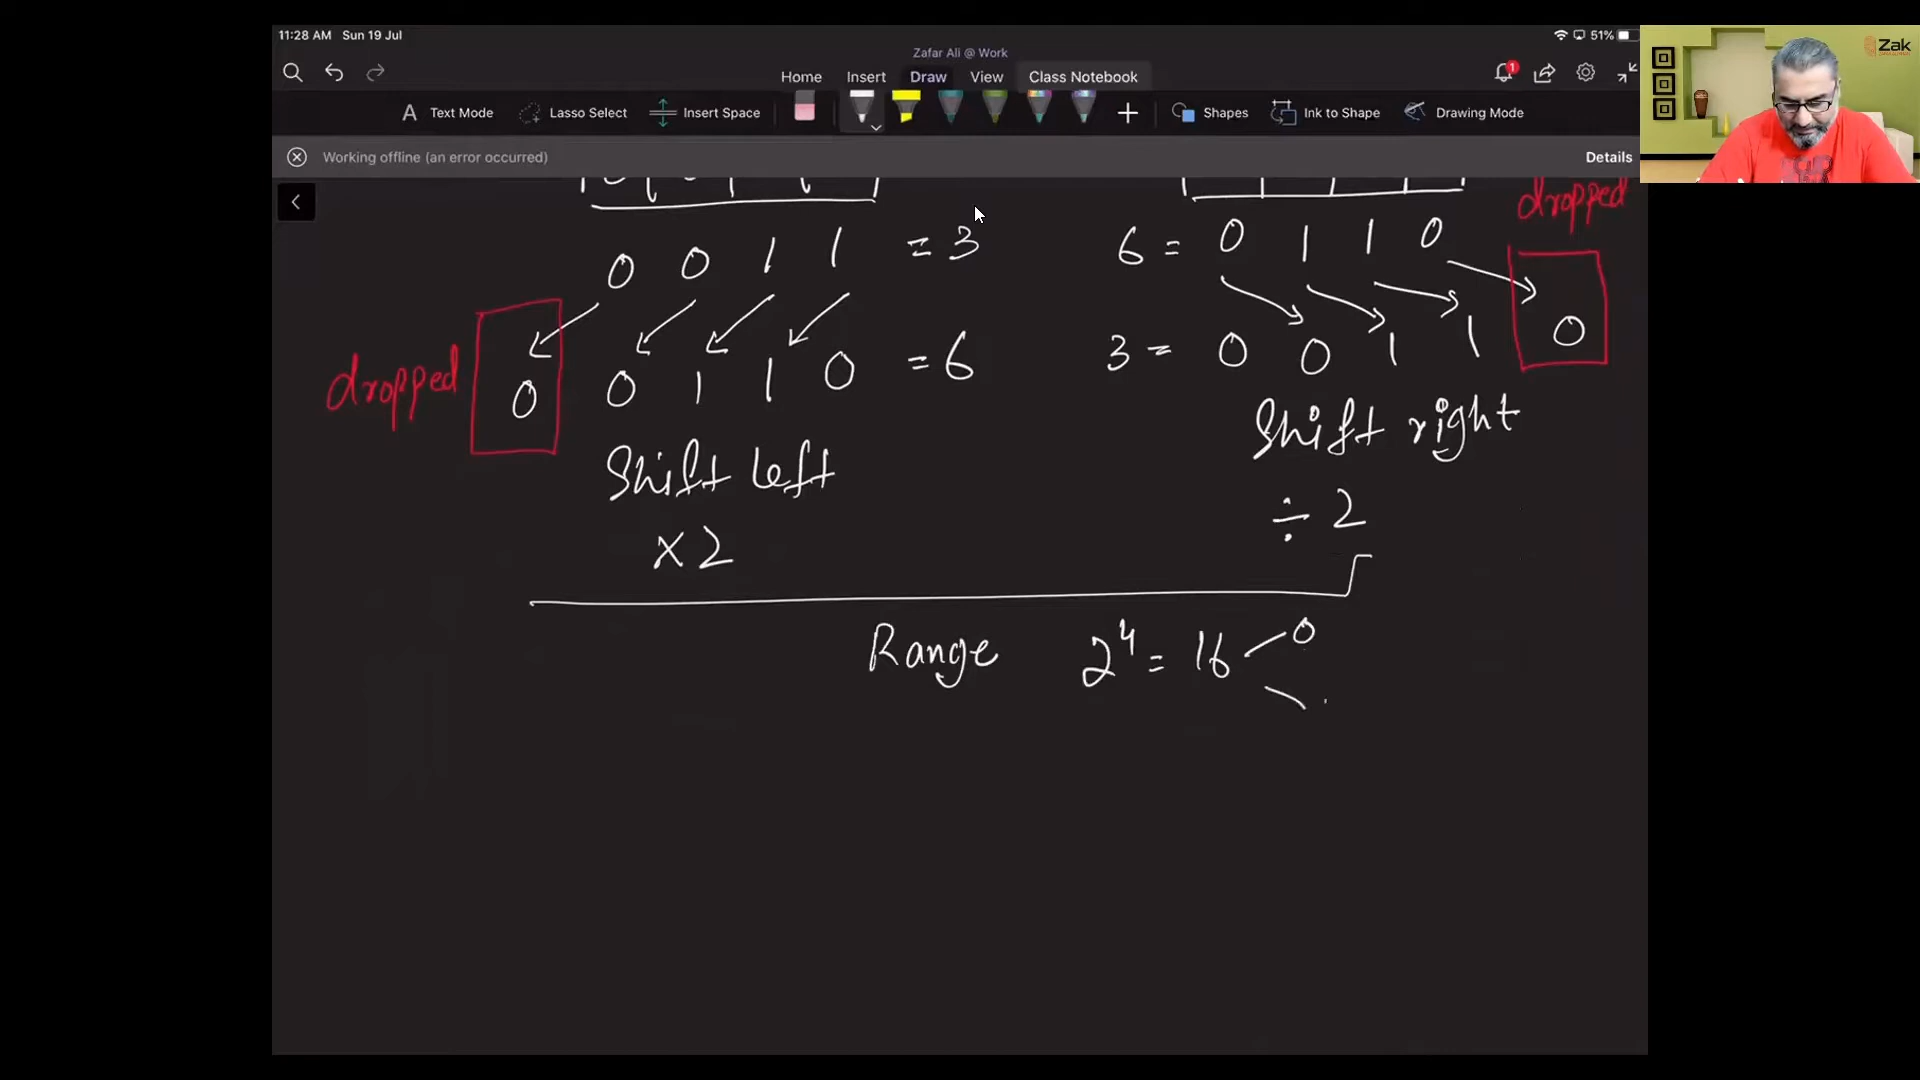 11:28 AM Sun 19 Jul
51%
Zafar Ali @ Work
Home Insert Draw View Class Notebook
1
A Text Mode Lasso Select Insert Space Shapes Ink to Shape Drawing Mode
Working offline (an error occurred) Details
Zak
dropped
0 0 1 1 = 3
6 = 0 1 1 0
dropped 0 0 1 1 0 = 6
3 = 0 0 1 1 0
Shift left
Shift right
× 2
÷ 2
Range 2⁴ = 16 0